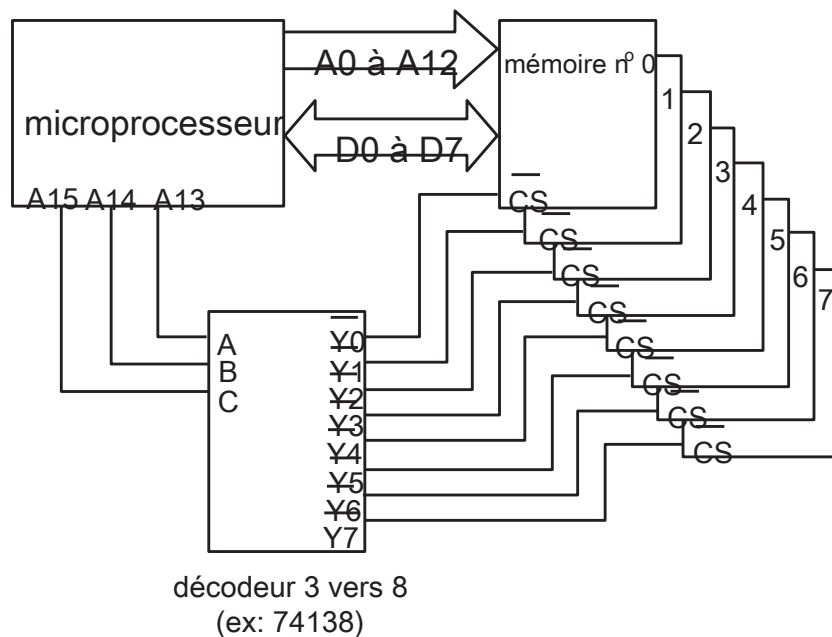 A0 à A12
mémoire nº 0
microprocesseur
D0 à D7
1
2
3
4
5
6
7
A15 A14 A13
CS
CS
CS
CS
CS
CS
CS
CS
A
B
C
Y0
Y1
Y2
Y3
Y4
Y5
Y6
Y7
décodeur 3 vers 8
(ex: 74138)